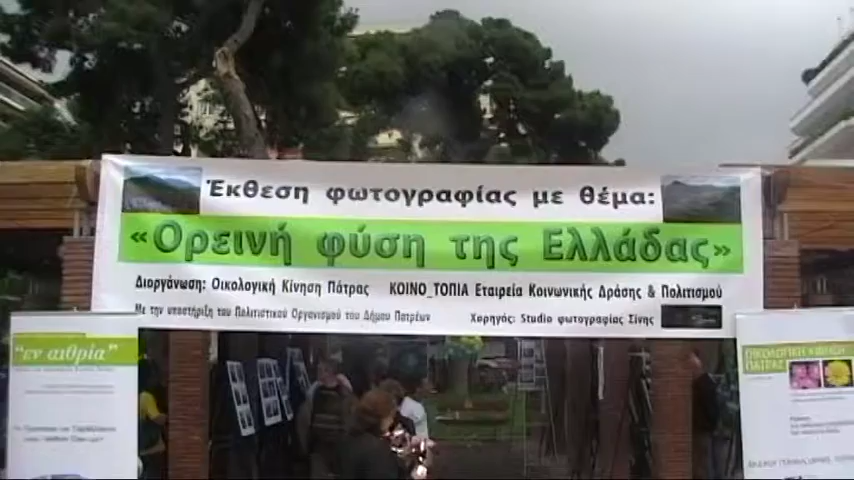 Έκθεση φωτογραφίας με θέμα:
«Ορεινή φύση της Ελλάδας»
Διοργάνωση: Οικολογική Κίνηση Πάτρας ΚΟΙΝΟ_ΤΟΠΙΑ Εταιρεία Κοινωνικής Δράσης & Πολιτισμού
Με την υποστήριξη του Πολιτιστικού Οργανισμού του Δήμου Πατρέων Χορηγός: Studio φωτογραφίας Σίνης
"εν αιθρία"
ΟΙΚΟΛΟΓΙΚΗ ΚΙΝΗΣΗ
ΠΑΤΡΑΣ